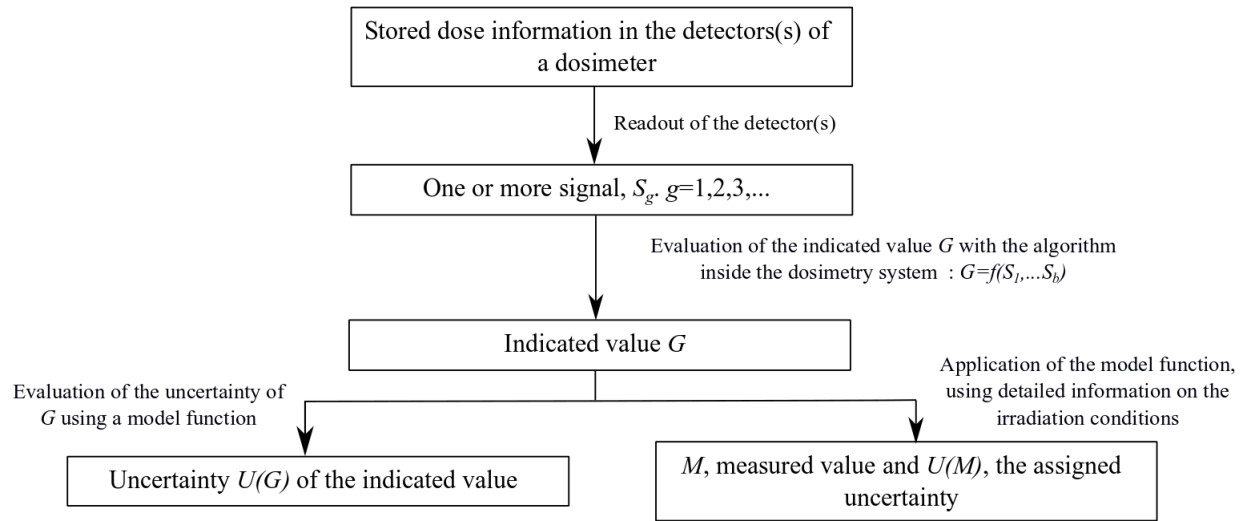 Stored dose information in the detectors(s) of
a dosimeter
Readout of the detector(s)
One or more signal, S_g. g=1,2,3,...
Evaluation of the indicated value G with the algorithm
inside the dosimetry system : G=f(S_1,...S_b)
Indicated value G
Evaluation of the uncertainty of
G using a model function
Application of the model function,
using detailed information on the
irradiation conditions
Uncertainty U(G) of the indicated value
M, measured value and U(M), the assigned
uncertainty